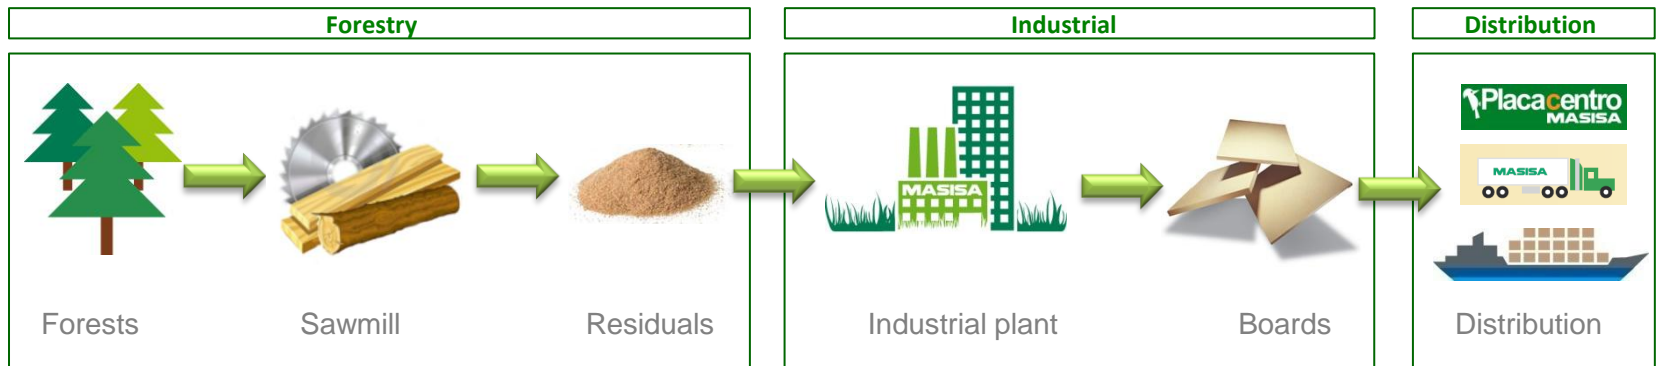 Forestry
Industrial
Distribution
Placacentro
MASISA
MASISA
MASISA
Forests
Sawmill
Residuals
Industrial plant
Boards
Distribution